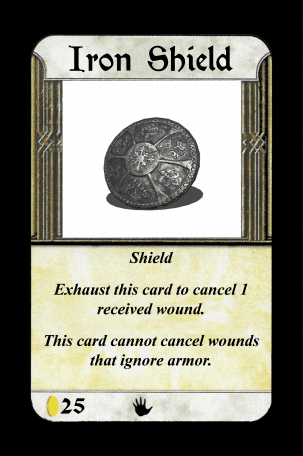 Iron Shield
Shield
Exhaust this card to cancel 1
received wound.
This card cannot cancel wounds
that ignore armor.
25